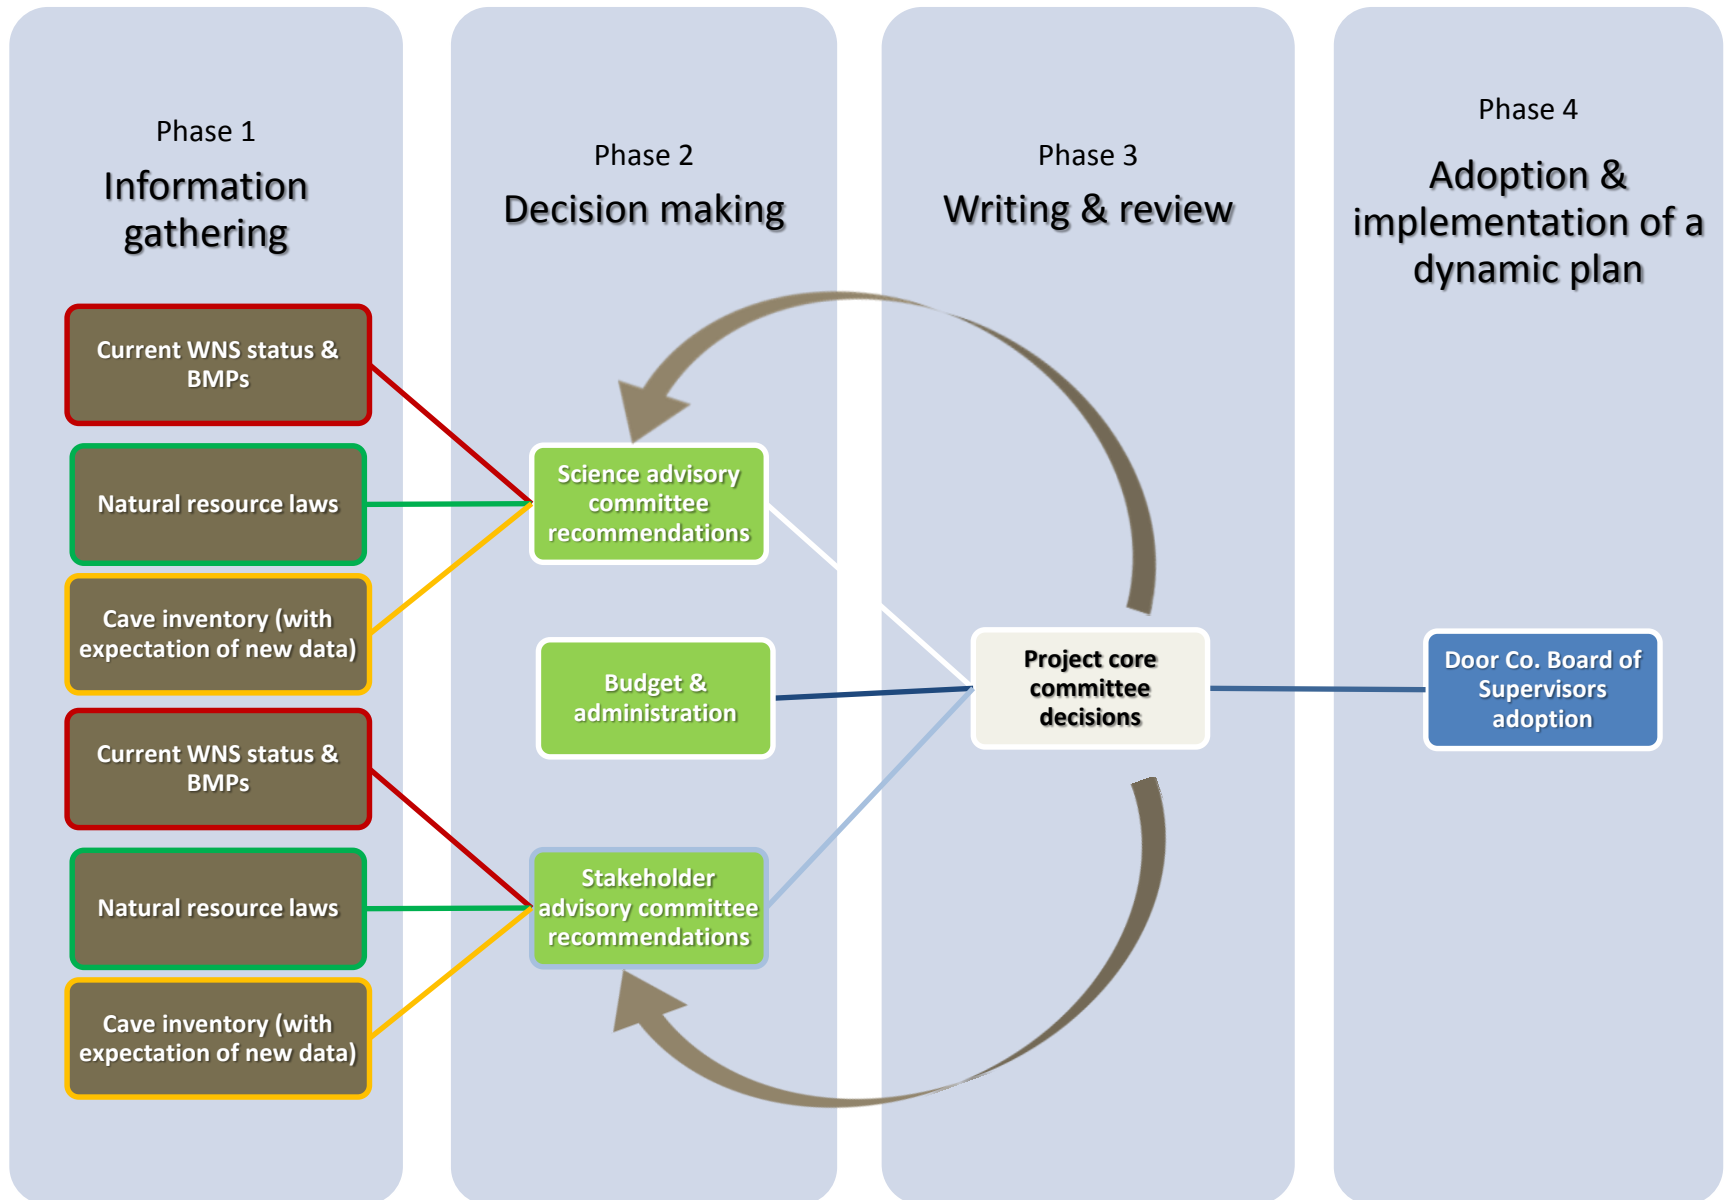 Phase 1
Information
gathering
Current WNS status &
BMPs
Natural resource laws
Cave inventory (with
expectation of new data)
Current WNS status &
BMPs
Natural resource laws
Cave inventory (with
expectation of new data)
Phase 2
Decision making
Science advisory
committee
recommendations
Budget &
administration
Stakeholder
advisory committee
recommendations
Phase 3
Writing & review
Project core
committee
decisions
Phase 4
Adoption &
implementation of a
dynamic plan
Door Co. Board of
Supervisors
adoption